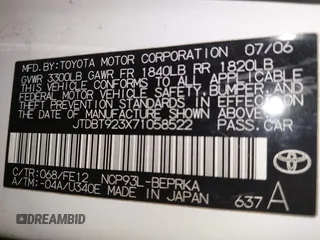 MFD. BY: TOYOTA MOTOR CORPORATION 07/06
GVWR 3300LB GAWR FR 1840LB RR 1820LB
THIS VEHICLE CONFORMS TO ALL APPLICABLE
FEDERAL MOTOR VEHICLE SAFETY, BUMPER, AND
THEFT PREVENTION STANDARDS IN EFFECT ON
THE DATE OF MANUFACTURE SHOWN ABOVE.
JTDBT923X71058522 PASS.CAR
C/TR: 068/FE12 NCP93L-BEPRKA
A/TM: -04A/U340E MADE IN JAPAN 637 A
TOYOTA
DREAMBID